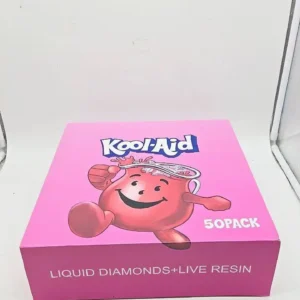 Kool-Aid
50PACK
LIQUID DIAMONDS+LIVE RESIN